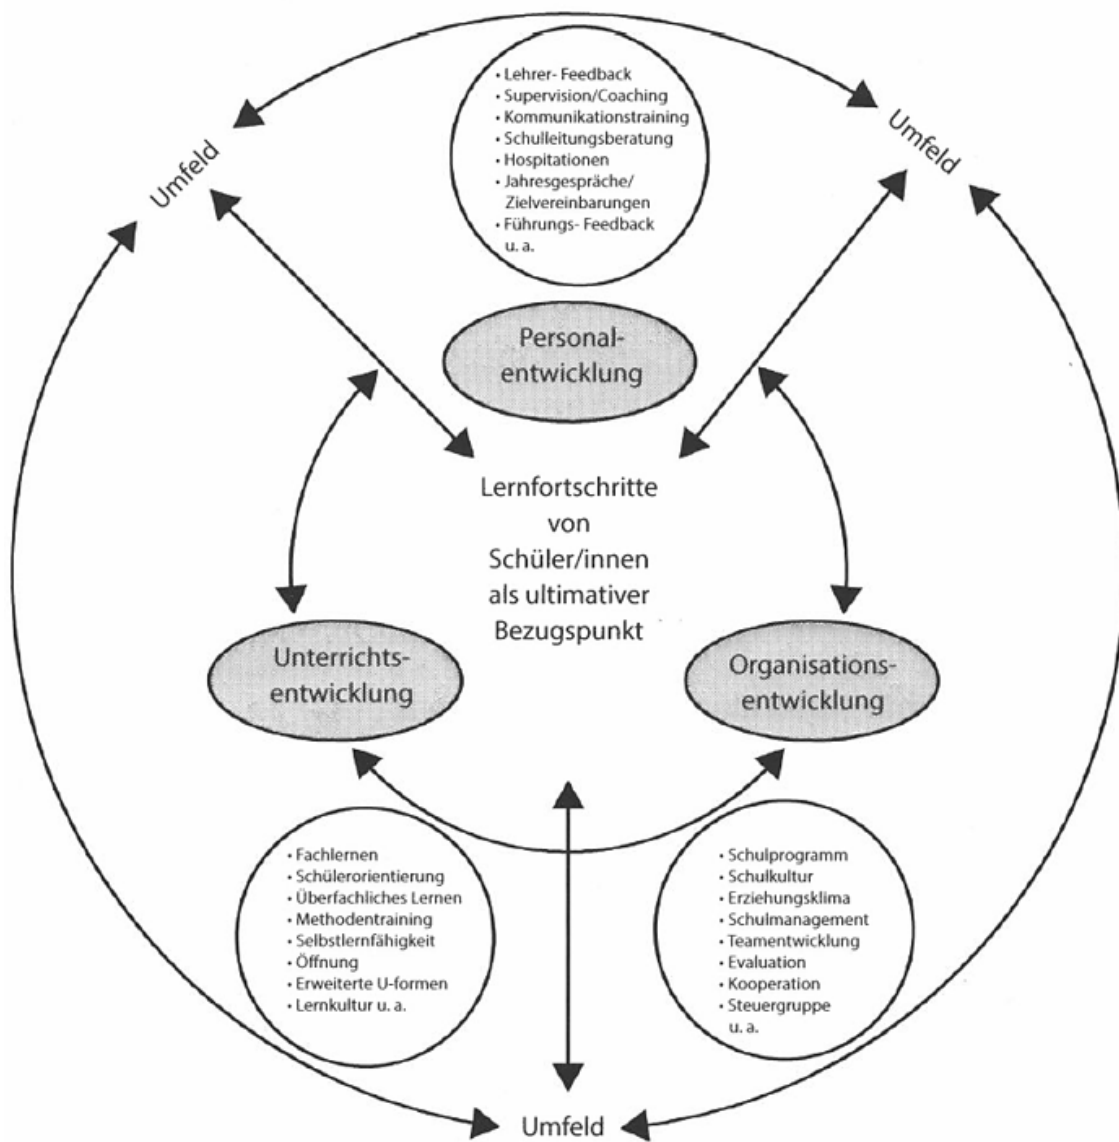 • Lehrer- Feedback
• Supervision/Coaching
• Kommunikationstraining
• Schulleitungsberatung
• Hospitationen
• Jahresgespräche/
Zielvereinbarungen
• Führungs- Feedback
u. a.
Umfeld
Umfeld
Personal-
entwicklung
Lernfortschritte
von
Schüler/innen
als ultimativer
Bezugspunkt
Unterrichts-
entwicklung
Organisations-
entwicklung
• Fachlernen
• Schülerorientierung
• Überfachliches Lernen
• Methodentraining
• Selbstlernfähigkeit
• Öffnung
• Erweiterte U-formen
• Lernkultur u. a.
• Schulprogramm
• Schulkultur
• Erziehungsklima
• Schulmanagement
• Teamentwicklung
• Evaluation
• Kooperation
• Steuergruppe
u. a.
Umfeld